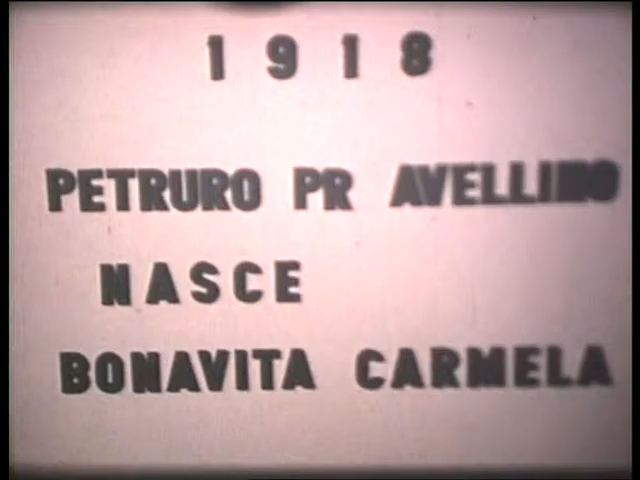 1918
PETRURO PR AVELLINO
NASCE
BONAVITA CARMELA